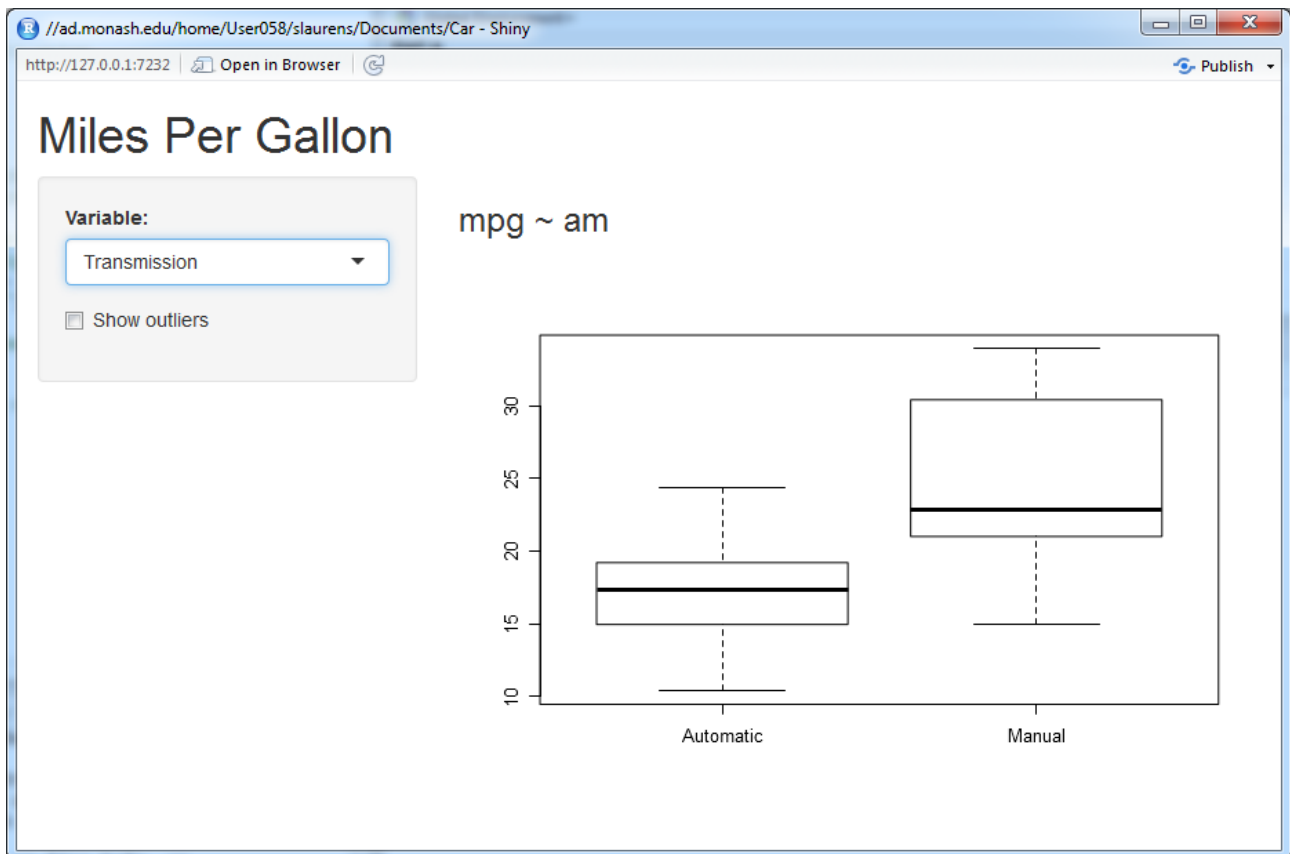 //ad.monash.edu/home/User058/slaurens/Documents/Car - Shiny
http://127.0.0.1:7232 Open in Browser Publish
Miles Per Gallon
Variable:
Transmission
Show outliers
mpg ~ am
30
25
20
15
10
Automatic Manual